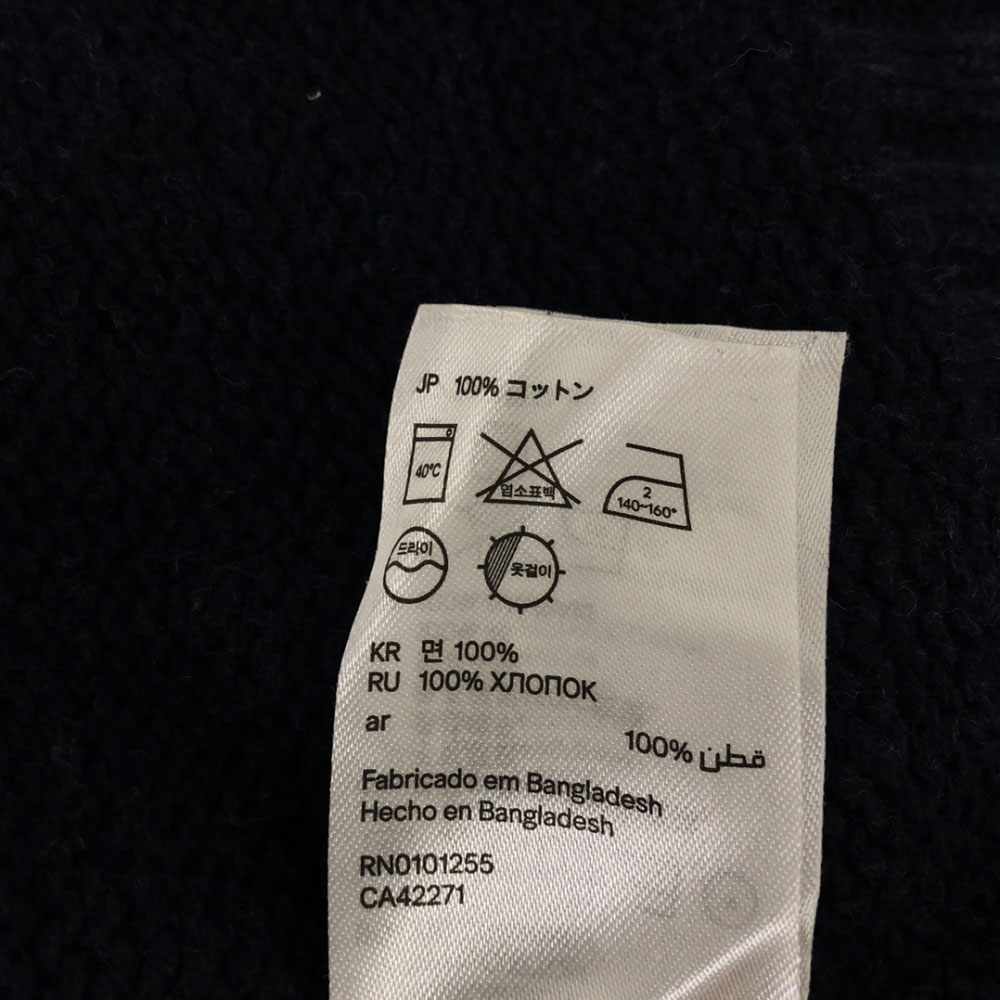 JP 100% コットン
40℃
염소표백
2
140~160°
드라이
옷걸이
KR 면 100%
RU 100% ХЛОПОК
ar
100% قطن
Fabricado em Bangladesh
Hecho en Bangladesh
RN0101255
CA42271